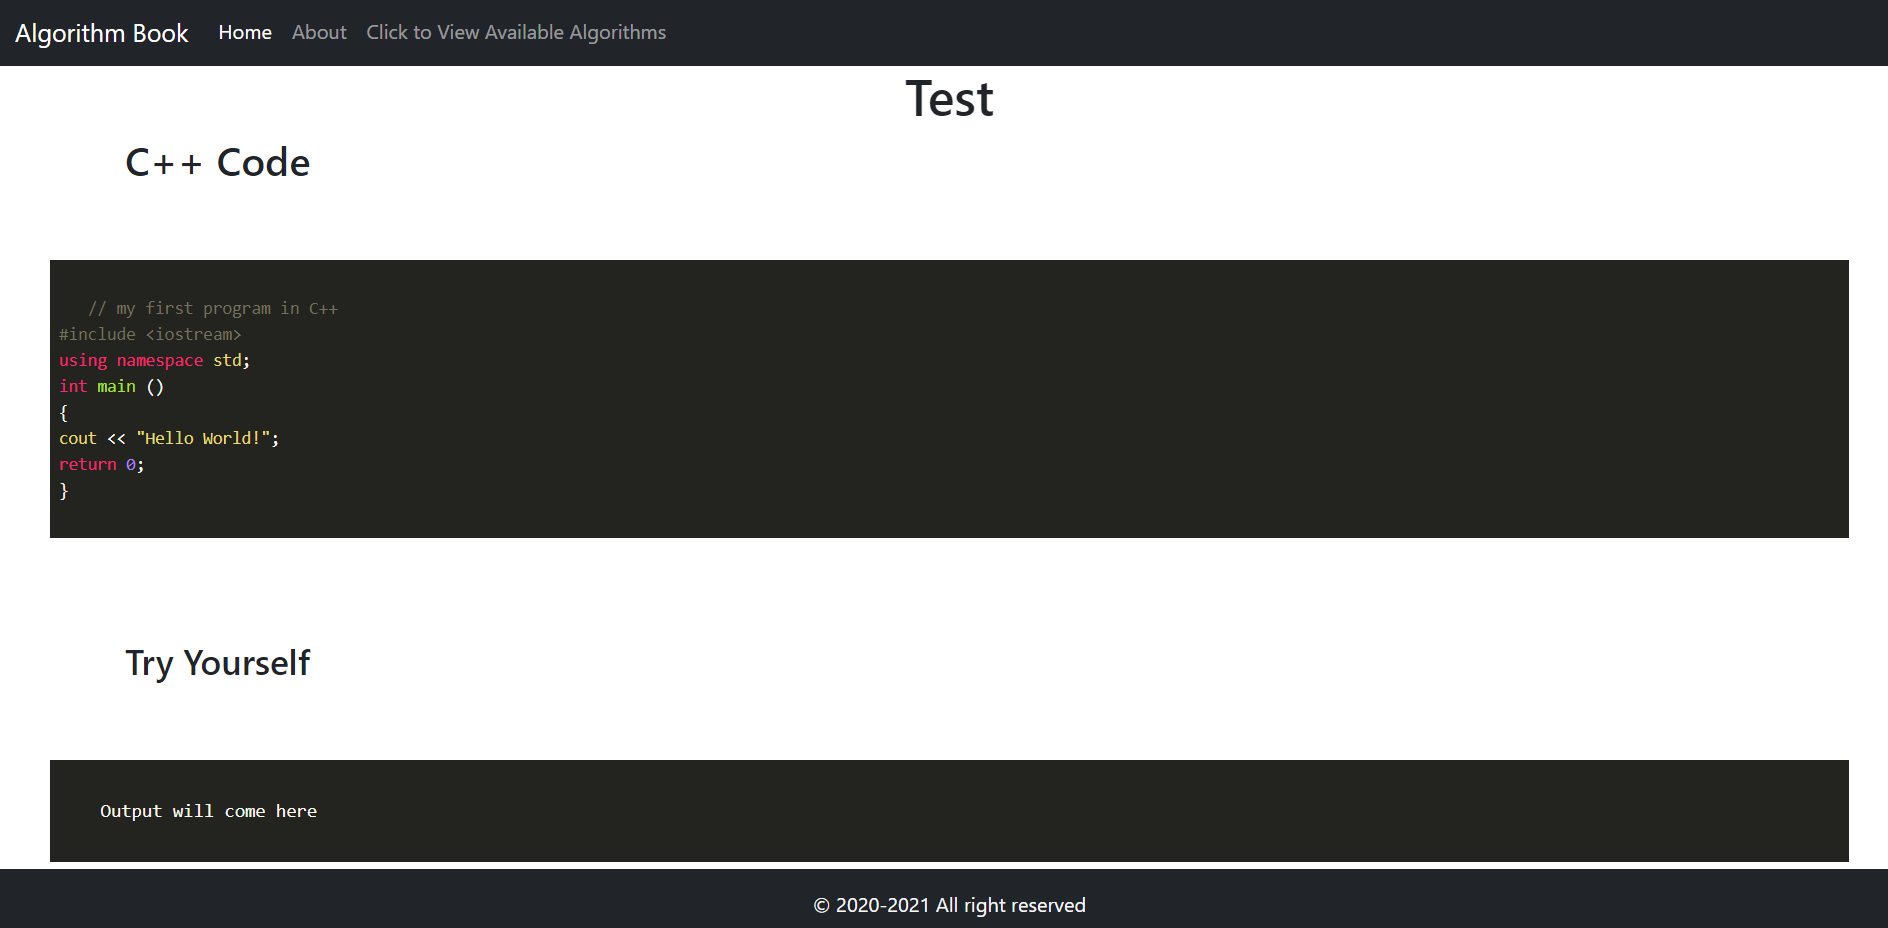 Algorithm Book Home About Click to View Available Algorithms
Test
C++ Code
// my first program in C++
#include <iostream>
using namespace std;
int main ()
{
cout << "Hello World!";
return 0;
}
Try Yourself
Output will come here
© 2020-2021 All right reserved